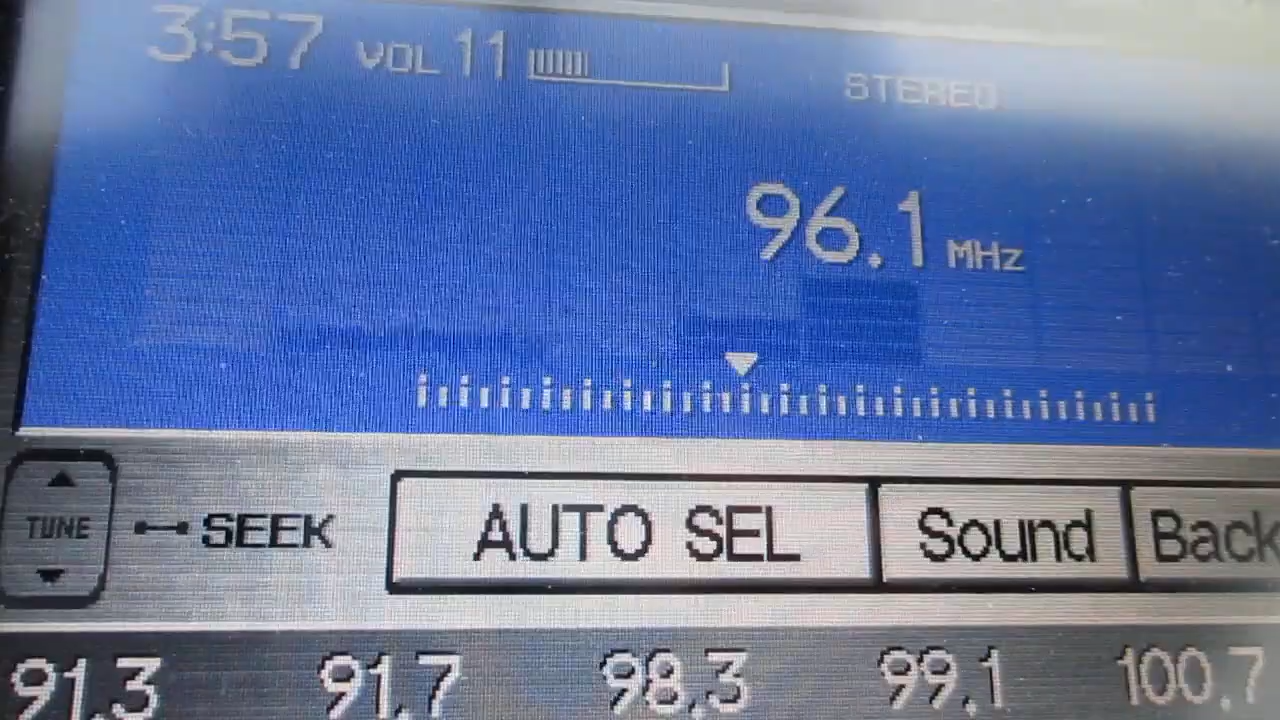 3:57 VOL 11
STEREO
96.1 MHz
TUNE SEEK AUTO SEL Sound Back
91.3 91.7 98.3 99.1 100.7